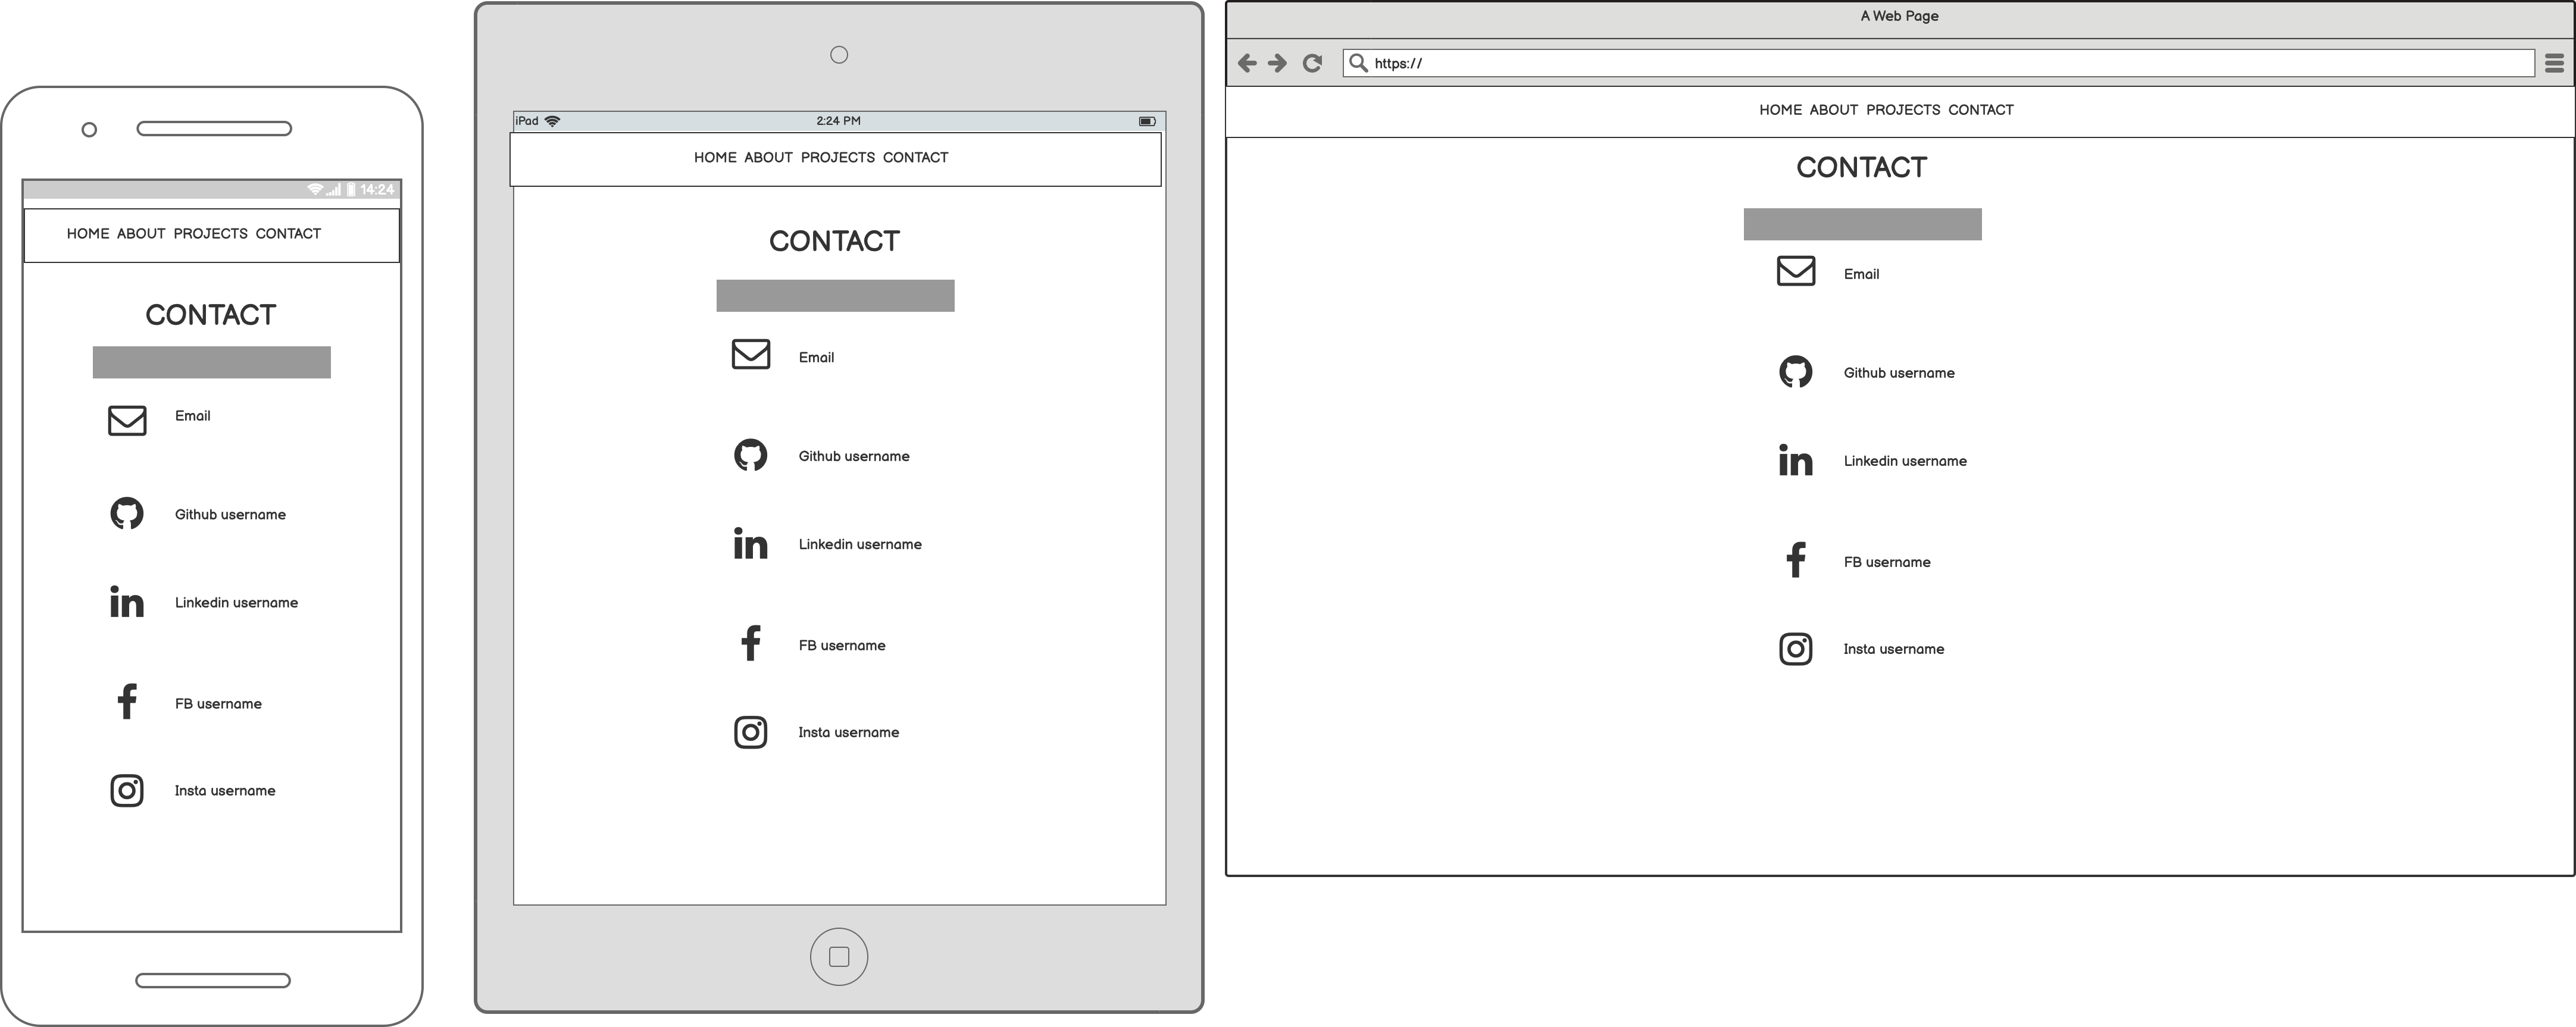 14:24
HOME ABOUT PROJECTS CONTACT
CONTACT
Email
Github username
Linkedin username
FB username
Insta username
iPad 2:24 PM
HOME ABOUT PROJECTS CONTACT
CONTACT
Email
Github username
Linkedin username
FB username
Insta username
A Web Page
https://
HOME ABOUT PROJECTS CONTACT
CONTACT
Email
Github username
Linkedin username
FB username
Insta username